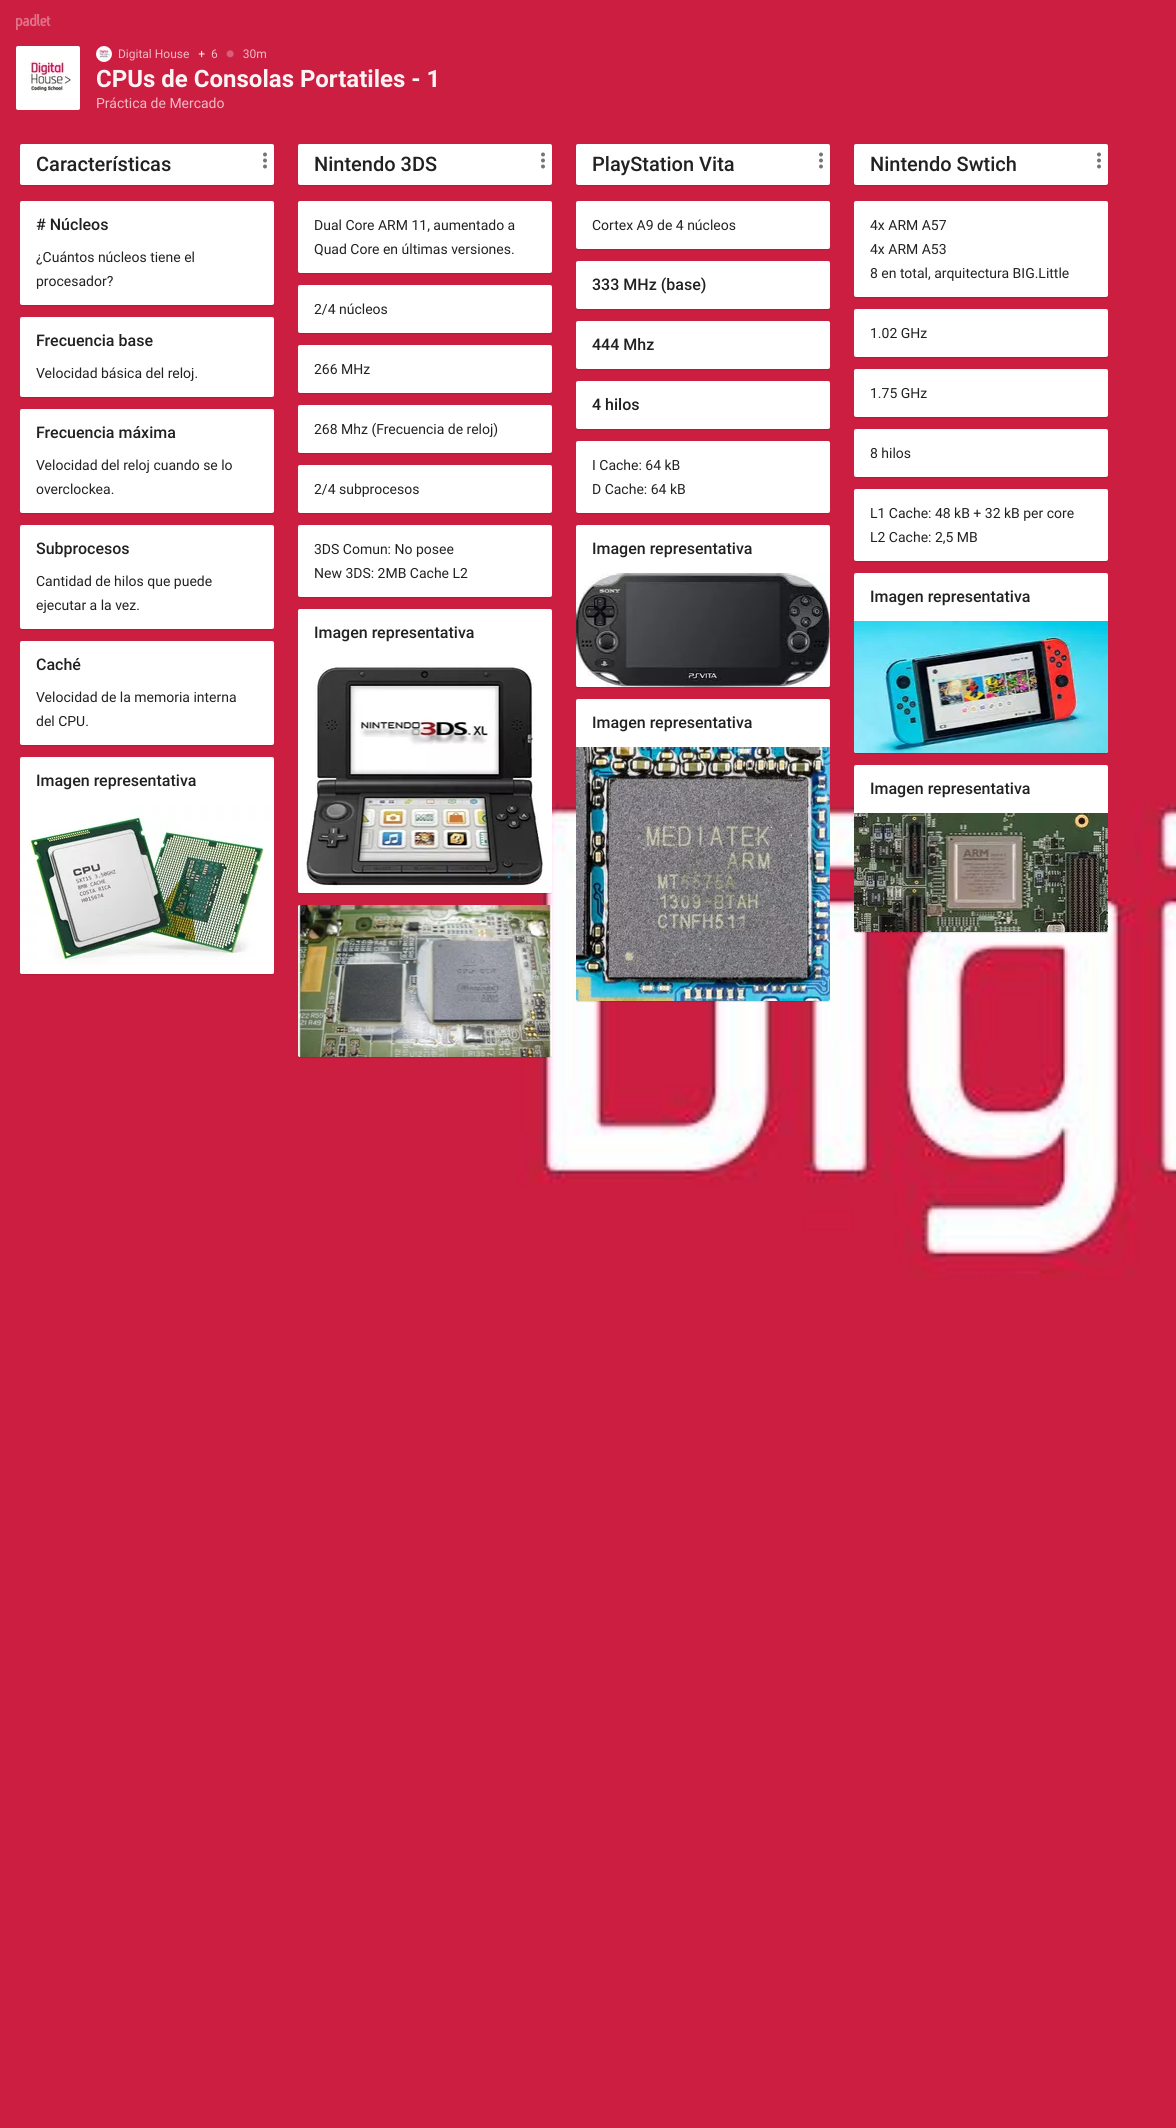 padlet
Digital
House>
Coding School
Digital House + 6 30m
CPUs de Consolas Portatiles - 1
Práctica de Mercado
Características
# Núcleos
¿Cuántos núcleos tiene el
procesador?
Frecuencia base
Velocidad básica del reloj.
Frecuencia máxima
Velocidad del reloj cuando se lo
overclockea.
Subprocesos
Cantidad de hilos que puede
ejecutar a la vez.
Caché
Velocidad de la memoria interna
del CPU.
Imagen representativa
CPU
8MB CACHE
COSTA RICA
Nintendo 3DS
Dual Core ARM 11, aumentado a
Quad Core en últimas versiones.
2/4 núcleos
266 MHz
268 Mhz (Frecuencia de reloj)
2/4 subprocesos
3DS Comun: No posee
New 3DS: 2MB Cache L2
Imagen representativa
NINTENDO 3DS XL
Nintendo
PlayStation Vita
Cortex A9 de 4 núcleos
333 MHz (base)
444 Mhz
4 hilos
I Cache: 64 kB
D Cache: 64 kB
Imagen representativa
SONY
PSVITA
Imagen representativa
MEDIATEK
ARM
1309-BTAH
CTNFH511
Nintendo Swtich
4x ARM A57
4x ARM A53
8 en total, arquitectura BIG.Little
1.02 GHz
1.75 GHz
8 hilos
L1 Cache: 48 kB + 32 kB per core
L2 Cache: 2,5 MB
Imagen representativa
Imagen representativa
ARM
Digi